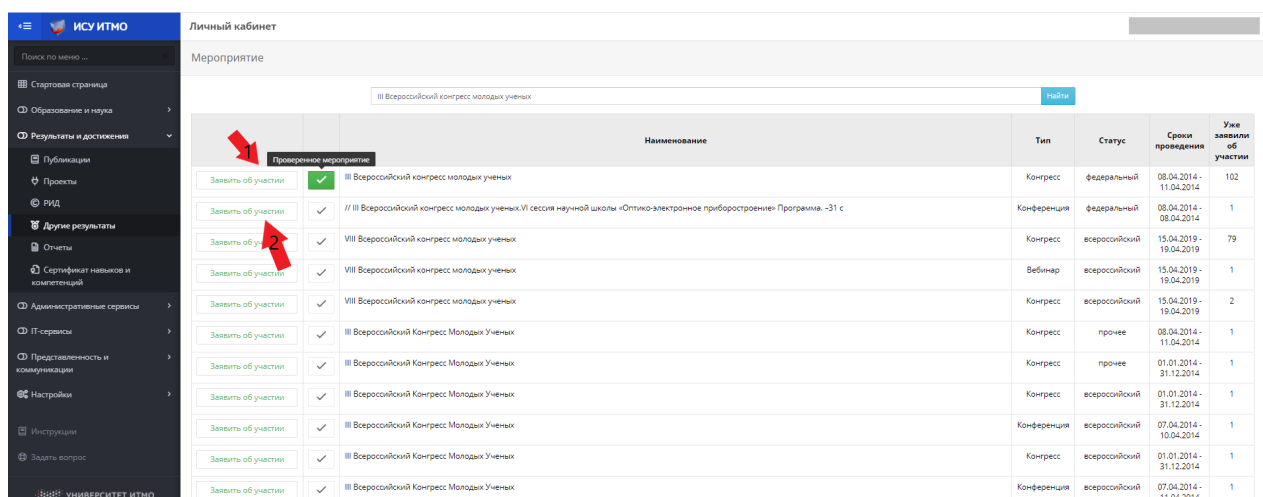 ИСУ ИТМО
Личный кабинет
Поиск по меню ...
Мероприятие
Стартовая страница
Образование и наука
Результаты и достижения
Публикации
Проекты
РИД
Другие результаты
Отчеты
Сертификат навыков и
компетенций
Административные сервисы
IT-сервисы
Представленность и
коммуникации
Настройки
Инструкции
Задать вопрос
УНИВЕРСИТЕТ ИТМО
III Всероссийский конгресс молодых ученых
Найти
Наименование
Тип
Статус
Сроки
проведения
Уже
заявили
об
участии
1
Проверенное мероприятие
Заявить об участии III Всероссийский конгресс молодых ученых Конгресс федеральный 08.04.2014 - 102
11.04.2014
Заявить об участии // III Всероссийский конгресс молодых ученых.VI сессия научной школы «Оптико-электронное приборостроение» Программа. -31 с Конференция федеральный 08.04.2014 - 1
08.04.2014
2
Заявить об VIII Всероссийский конгресс молодых ученых Конгресс всероссийский 15.04.2019 - 79
19.04.2019
Заявить об участии VIII Всероссийский конгресс молодых ученых Вебинар всероссийский 15.04.2019 - 1
19.04.2019
Заявить об участии VIII Всероссийский конгресс молодых ученых Конгресс всероссийский 15.04.2019 - 2
19.04.2019
Заявить об участии III Всероссийский Конгресс Молодых Ученых Конгресс прочее 08.04.2014 - 1
11.04.2014
Заявить об участии III Всероссийский Конгресс Молодых Ученых Конгресс прочее 01.01.2014 - 1
31.12.2014
Заявить об участии III Всероссийский Конгресс Молодых Ученых Конгресс всероссийский 01.01.2014 - 1
31.12.2014
Заявить об участии III Всероссийский Конгресс Молодых Ученых Конференция всероссийский 07.04.2014 - 1
10.04.2014
Заявить об участии III Всероссийский Конгресс Молодых Ученых Конгресс всероссийский 01.01.2014 - 1
31.12.2014
Заявить об участии III Всероссийский Конгресс Молодых Ученых Конференция всероссийский 07.04.2014 - 1